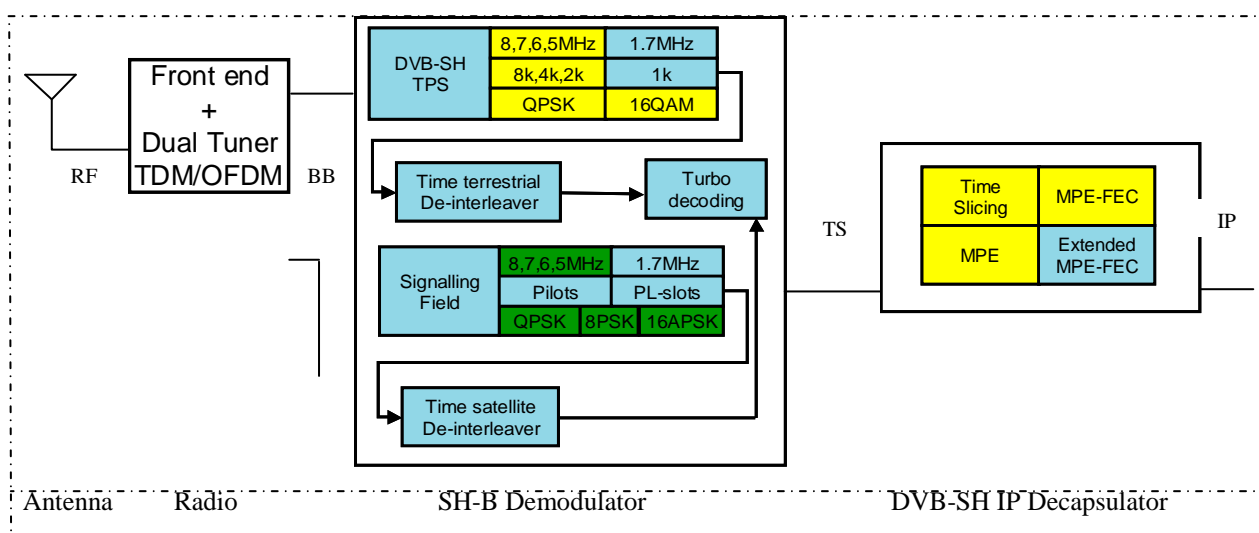 Front end
+
Dual Tuner
TDM/OFDM
RF
BB
DVB-SH
TPS
8,7,6,5MHz
1.7MHz
8k,4k,2k
1k
QPSK
16QAM
Time terrestrial
De-interleaver
Turbo
decoding
Signalling
Field
8,7,6,5MHz
1.7MHz
Pilots
PL-slots
QPSK
8PSK
16APSK
Time satellite
De-interleaver
TS
Time
Slicing
MPE-FEC
MPE
Extended
MPE-FEC
IP
Antenna
Radio
SH-B Demodulator
DVB-SH IP Decapsulator